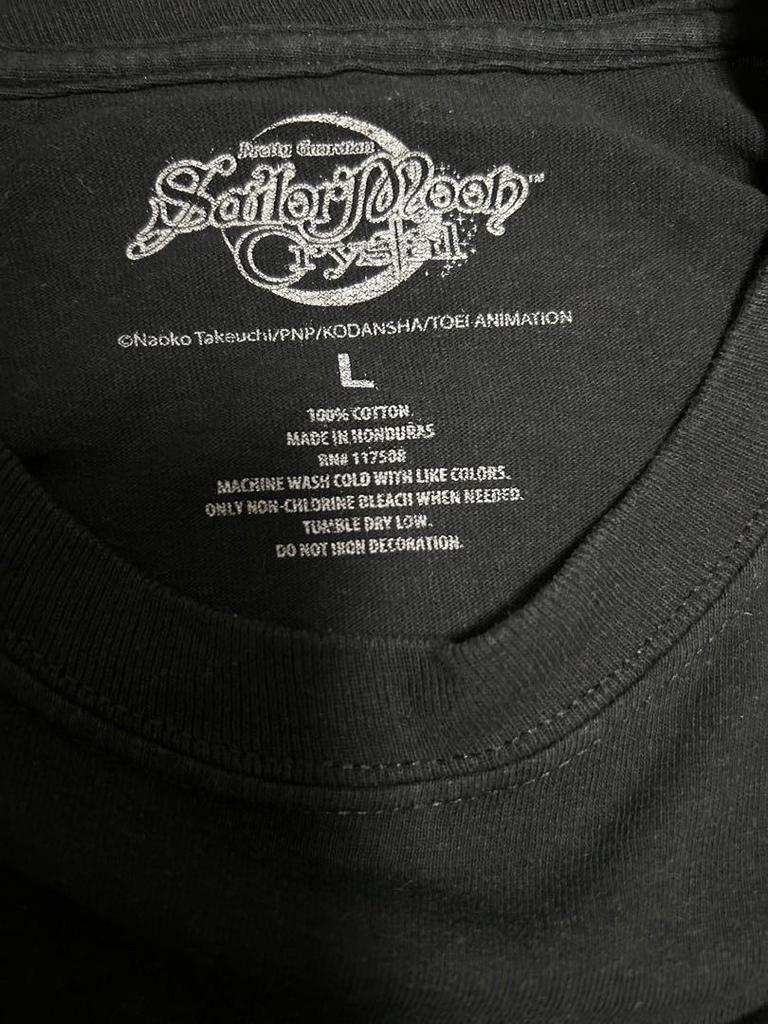 Pretty Guardian
Sailor Moon™
Crystal
©Naoko Takeuchi/PNP/KODANSHA/TOEI ANIMATION
L
100% COTTON
MADE IN HONDURAS
RN# 117508
MACHINE WASH COLD WITH LIKE COLORS.
ONLY NON-CHLORINE BLEACH WHEN NEEDED.
TUMBLE DRY LOW.
DO NOT IRON DECORATION.